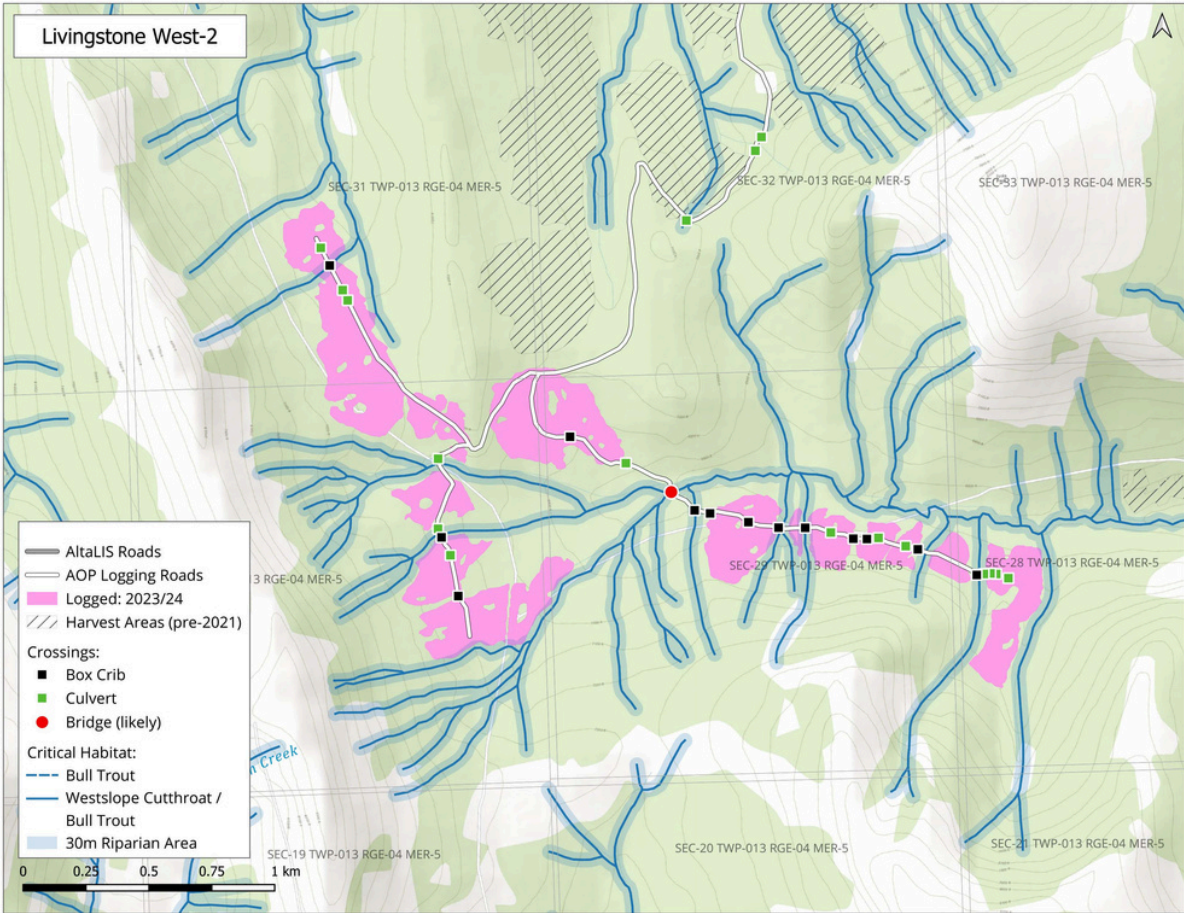 Livingstone West-2
SEC-31 TWP-013 RGE-04 MER-5
SEC-32 TWP-013 RGE-04 MER-5
SEC-33 TWP-013 RGE-04 MER-5
SEC-29 TWP-013 RGE-04 MER-5
SEC-28 TWP-013 RGE-04 MER-5
13 RGE-04 MER-5
AltaLIS Roads
AOP Logging Roads
Logged: 2023/24
Harvest Areas (pre-2021)
Crossings:
Box Crib
Culvert
Bridge (likely)
Critical Habitat:
Bull Trout
Westslope Cutthroat /
Bull Trout
30m Riparian Area
Creek
SEC-19 TWP-013 RGE-04 MER-5
SEC-20 TWP-013 RGE-04 MER-5
SEC-21 TWP-013 RGE-04 MER-5
0 0.25 0.5 0.75 1 km